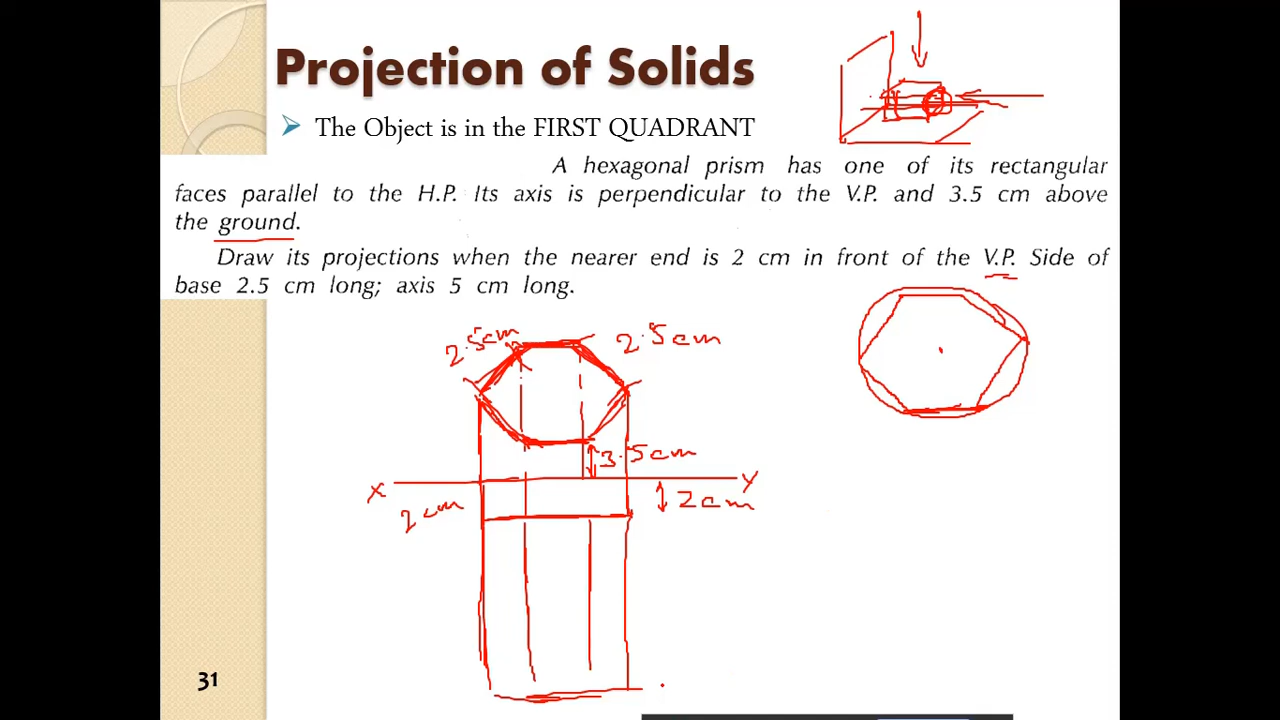 Projection of Solids
The Object is in the FIRST QUADRANT
A hexagonal prism has one of its rectangular
faces parallel to the H.P. Its axis is perpendicular to the V.P. and 3.5 cm above
the ground.
Draw its projections when the nearer end is 2 cm in front of the V.P. Side of
base 2.5 cm long; axis 5 cm long.
2.5cm
2.5cm
3.5cm
X
Y
2cm
2cm
31